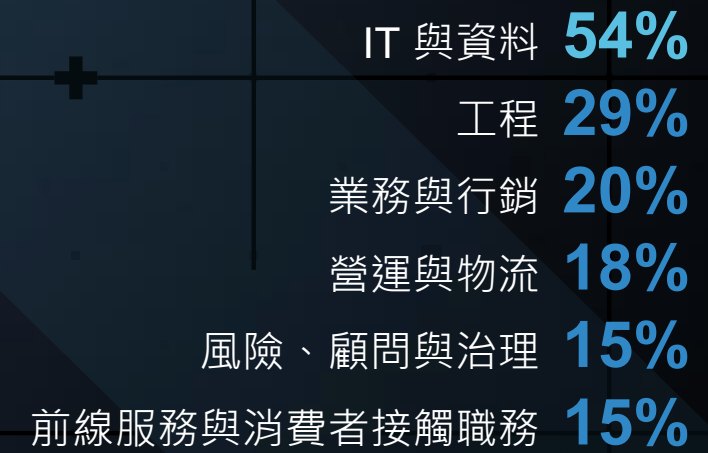 IT 與資料 54%
工程 29%
業務與行銷 20%
營運與物流 18%
風險、顧問與治理 15%
前線服務與消費者接觸職務 15%